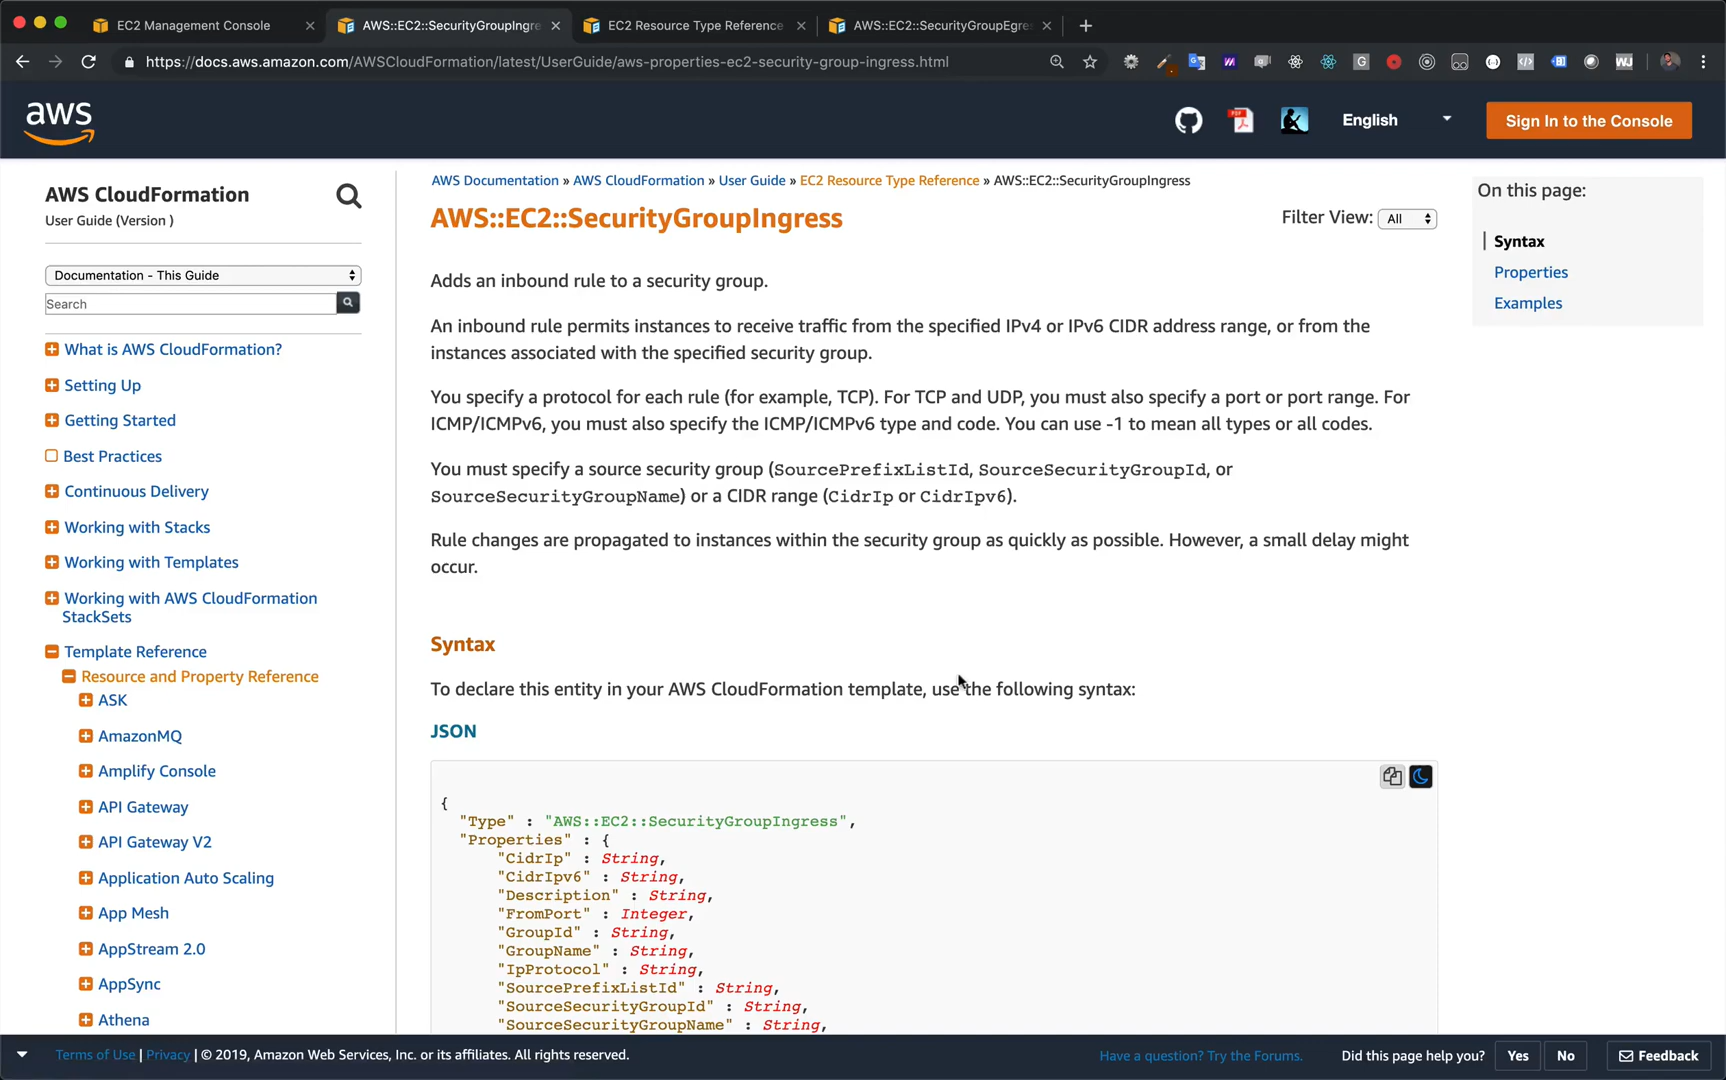 EC2 Management Console
AWS::EC2::SecurityGroupIngre
EC2 Resource Type Reference
AWS::EC2::SecurityGroupEgre
https://docs.aws.amazon.com/AWSCloudFormation/latest/UserGuide/aws-properties-ec2-security-group-ingress.html
aws
English
Sign In to the Console
AWS CloudFormation
User Guide (Version )
Documentation - This Guide
Search
What is AWS CloudFormation?
Setting Up
Getting Started
Best Practices
Continuous Delivery
Working with Stacks
Working with Templates
Working with AWS CloudFormation
StackSets
Template Reference
Resource and Property Reference
ASK
AmazonMQ
Amplify Console
API Gateway
API Gateway V2
Application Auto Scaling
App Mesh
AppStream 2.0
AppSync
Athena
AWS Documentation » AWS CloudFormation » User Guide » EC2 Resource Type Reference » AWS::EC2::SecurityGroupIngress
AWS::EC2::SecurityGroupIngress
Filter View: All
Adds an inbound rule to a security group.
An inbound rule permits instances to receive traffic from the specified IPv4 or IPv6 CIDR address range, or from the
instances associated with the specified security group.
You specify a protocol for each rule (for example, TCP). For TCP and UDP, you must also specify a port or port range. For
ICMP/ICMPv6, you must also specify the ICMP/ICMPv6 type and code. You can use -1 to mean all types or all codes.
You must specify a source security group (SourcePrefixListId, SourceSecurityGroupId, or
SourceSecurityGroupName) or a CIDR range (CidrIp or CidrIpv6).
Rule changes are propagated to instances within the security group as quickly as possible. However, a small delay might
occur.
Syntax
To declare this entity in your AWS CloudFormation template, use the following syntax:
JSON
{
"Type" : "AWS::EC2::SecurityGroupIngress",
"Properties" : {
"CidrIp" : String,
"CidrIpv6" : String,
"Description" : String,
"FromPort" : Integer,
"GroupId" : String,
"GroupName" : String,
"IpProtocol" : String,
"SourcePrefixListId" : String,
"SourceSecurityGroupId" : String,
"SourceSecurityGroupName" : String,
On this page:
Syntax
Properties
Examples
Terms of Use | Privacy | © 2019, Amazon Web Services, Inc. or its affiliates. All rights reserved.
Have a question? Try the Forums.
Did this page help you?
Yes
No
Feedback